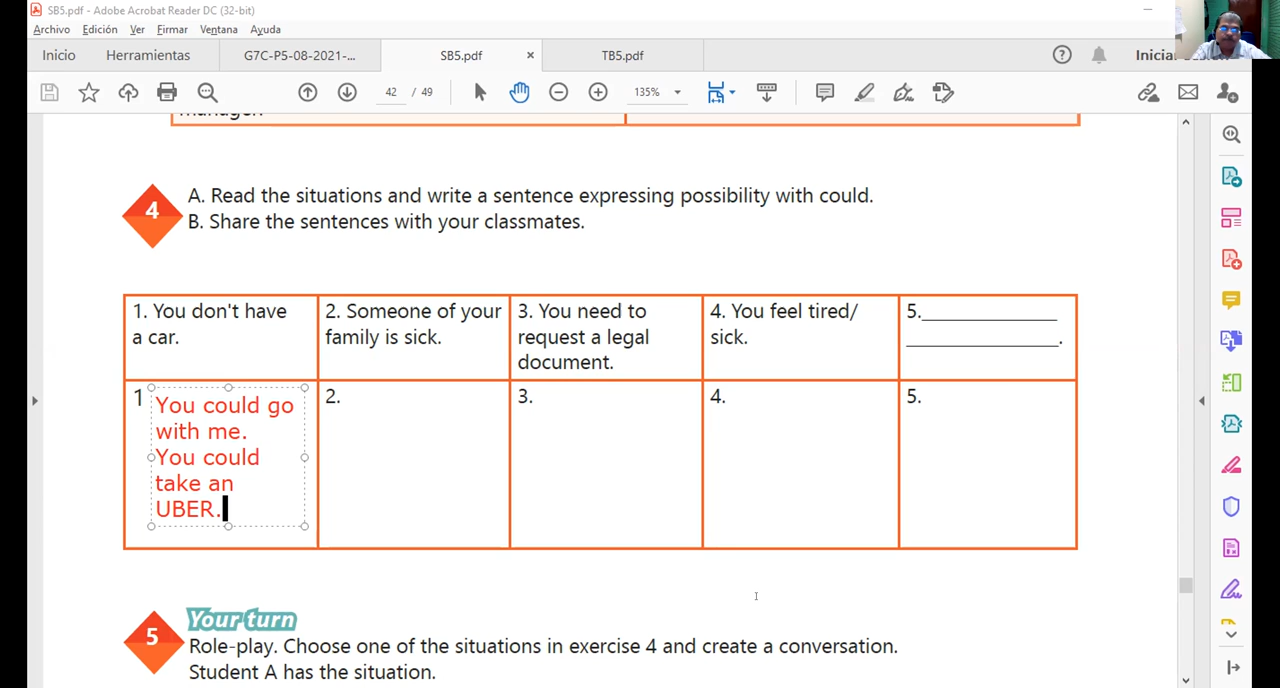 SB5.pdf - Adobe Acrobat Reader DC (32-bit)
Archivo Edición Ver Firmar Ventana Ayuda
Inicio Herramientas G7C-P5-08-2021-... SB5.pdf × TB5.pdf
42 / 49 135%
4
A. Read the situations and write a sentence expressing possibility with could.
B. Share the sentences with your classmates.
1. You don't have
a car.
2. Someone of your
family is sick.
3. You need to
request a legal
document.
4. You feel tired/
sick.
5.______________
_________________.
1
You could go
with me.
You could
take an
UBER.
2.
3.
4.
5.
5
Your turn
Role-play. Choose one of the situations in exercise 4 and create a conversation.
Student A has the situation.